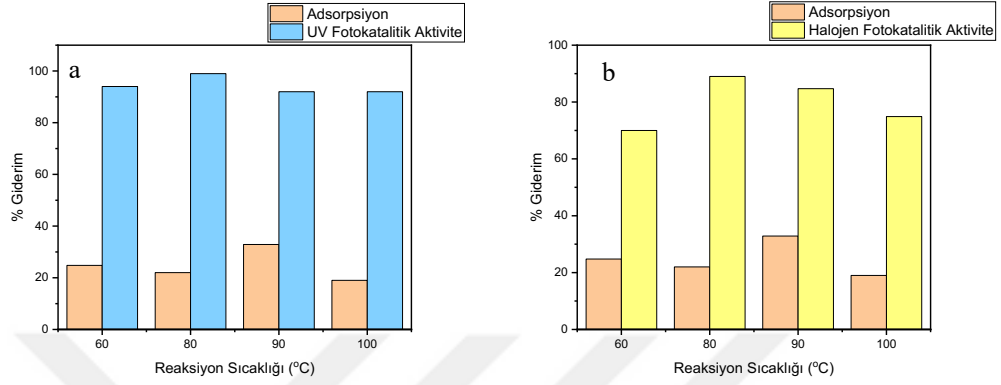 Adsorpsiyon
UV Fotokatalitik Aktivite
a
% Giderim
100
80
60
40
20
0
60 80 90 100
Reaksiyon Sıcaklığı (°C)
Adsorpsiyon
Halojen Fotokatalitik Aktivite
b
% Giderim
100
80
60
40
20
0
60 80 90 100
Reaksiyon Sıcaklığı (°C)